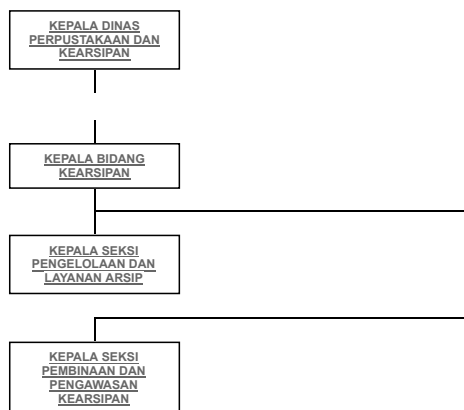 KEPALA DINAS
PERPUSTAKAAN DAN
KEARSIPAN
KEPALA BIDANG
KEARSIPAN
KEPALA SEKSI
PENGELOLAAN DAN
LAYANAN ARSIP
KEPALA SEKSI
PEMBINAAN DAN
PENGAWASAN
KEARSIPAN